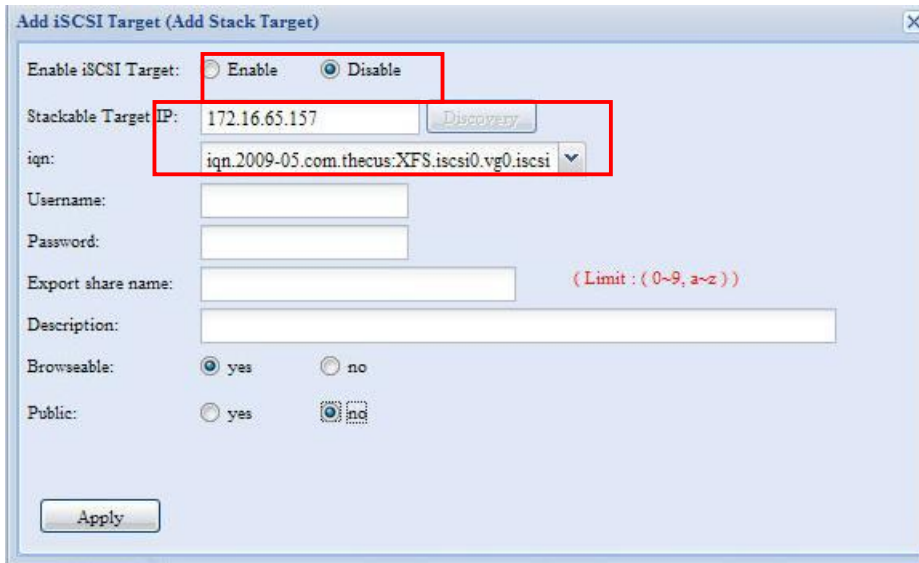 Add iSCSI Target (Add Stack Target)
Enable iSCSI Target: Enable Disable
Stackable Target IP: 172.16.65.157 Discovery
iqn: iqn.2009-05.com.thecus:XFS.iscsi0.vg0.iscsi
Username:
Password:
Export share name: ( Limit : ( 0~9, a~z ) )
Description:
Browseable: yes no
Public: yes no
Apply